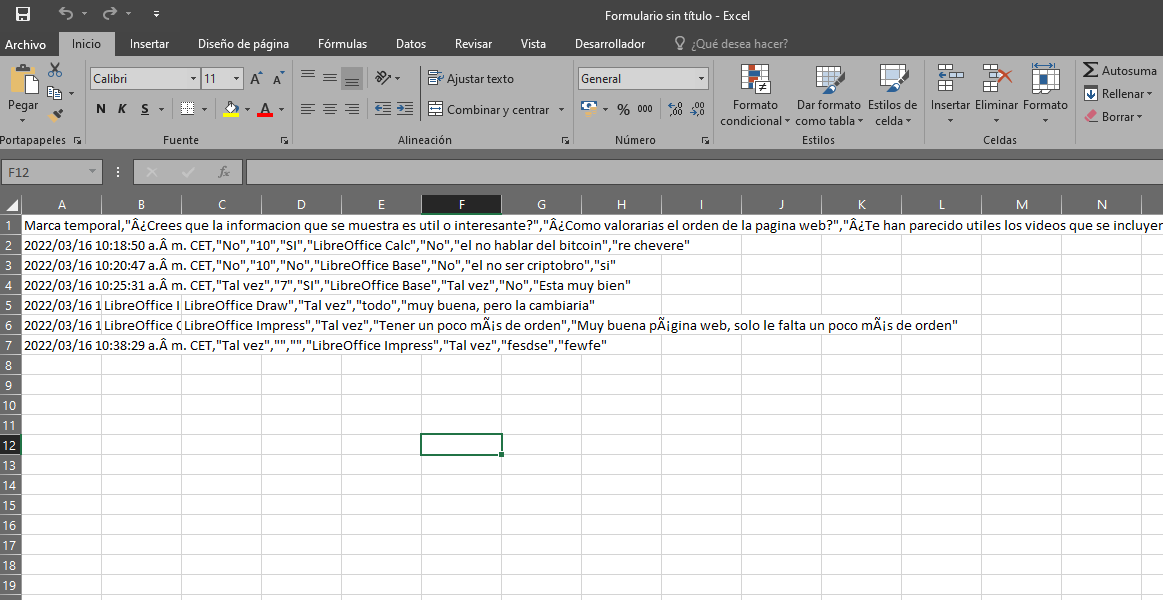 Formulario sin título - Excel
Archivo Inicio Insertar Diseño de página Fórmulas Datos Revisar Vista Desarrollador ¿Qué desea hacer?
Pegar
Portapapeles
Calibri 11
N K S
Fuente
Ajustar texto
Combinar y centrar
Alineación
General
% 000
Número
Formato condicional
Dar formato como tabla
Estilos de celda
Estilos
Insertar Eliminar Formato
Celdas
Autosuma
Rellenar
Borrar
F12 fx
A B C D E F G H I J K L M N
1 Marca temporal,"Â¿Crees que la informacion que se muestra es util o interesante?","Â¿Como valorarias el orden de la pagina web?","Â¿Te han parecido utiles los videos que se incluyer
2 2022/03/16 10:18:50 a.Â m. CET,"No","10","SI","LibreOffice Calc","No","el no hablar del bitcoin","re chevere"
3 2022/03/16 10:20:47 a.Â m. CET,"No","10","No","LibreOffice Base","No","el no ser criptobro","si"
4 2022/03/16 10:25:31 a.Â m. CET,"Tal vez","7","SI","LibreOffice Base","Tal vez","No","Esta muy bien"
5 2022/03/16 1 LibreOffice I LibreOffice Draw","Tal vez","todo","muy buena, pero la cambiaria"
6 2022/03/16 1 LibreOffice C LibreOffice Impress","Tal vez","Tener un poco mÃ¡s de orden","Muy buena pÃ¡gina web, solo le falta un poco mÃ¡s de orden"
7 2022/03/16 10:38:29 a.Â m. CET,"Tal vez","","","LibreOffice Impress","Tal vez","fesdse","fewfe"
8
9
10
11
12
13
14
15
16
17
18
19